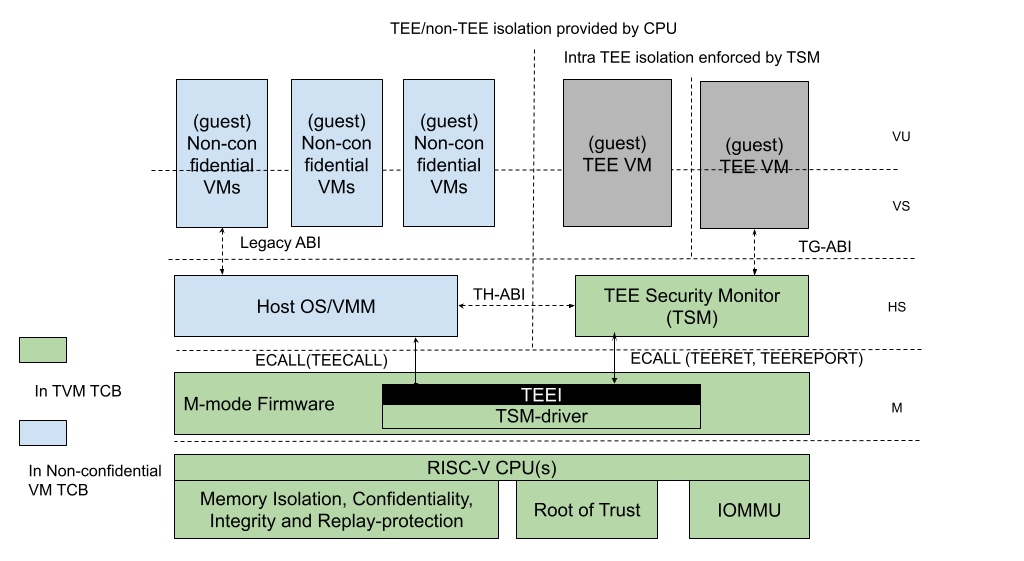 TEE/non-TEE isolation provided by CPU
Intra TEE isolation enforced by TSM
(guest)
Non-con
fidential
VMs
(guest)
Non-con
fidential
VMs
(guest)
Non-con
fidential
VMs
(guest)
TEE VM
(guest)
TEE VM
VU
VS
Legacy ABI
TG-ABI
Host OS/VMM
TH-ABI
TEE Security Monitor
(TSM)
HS
ECALL(TEECALL)
ECALL (TEERET, TEEREPORT)
In TVM TCB
M-mode Firmware
TEEI
TSM-driver
M
In Non-confidential
VM TCB
RISC-V CPU(s)
Memory Isolation, Confidentiality,
Integrity and Replay-protection
Root of Trust
IOMMU